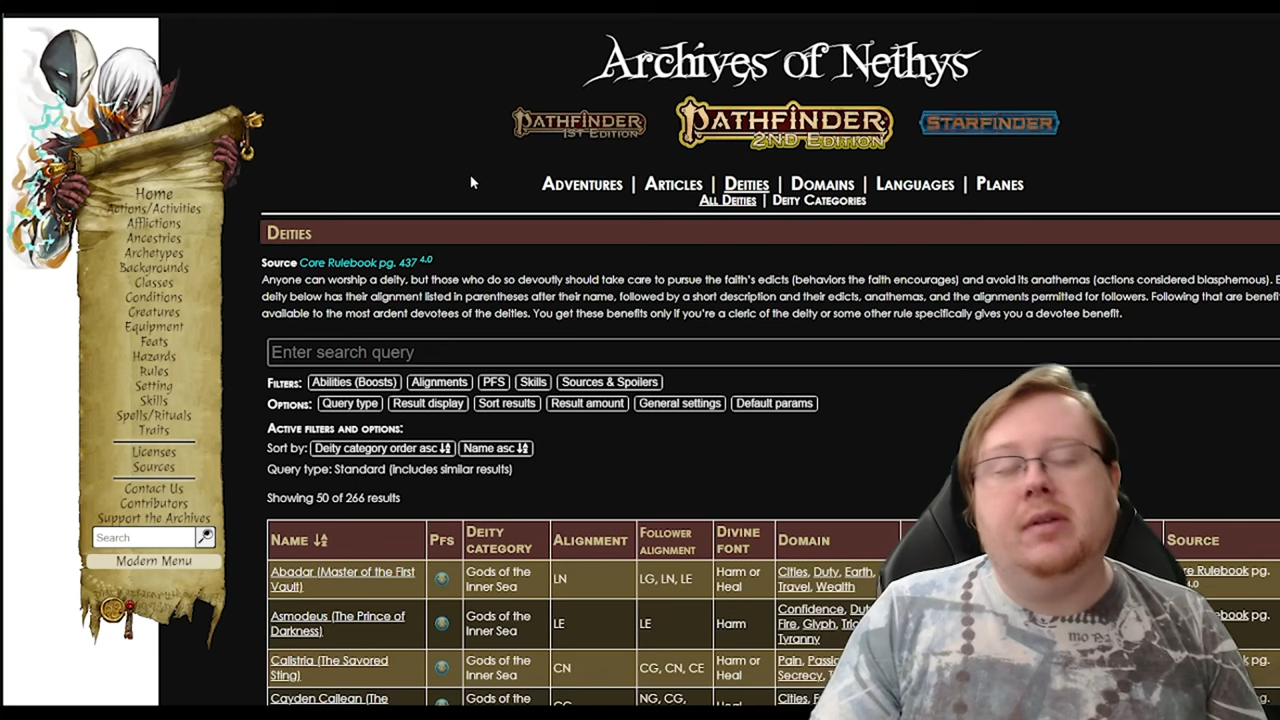 Archives of Nethys
PATHFINDER 1ST EDITION
PATHFINDER 2ND EDITION
STARFINDER
Adventures | Articles | Deities | Domains | Languages | Planes
All Deities | Deity Categories
Home
Actions/Activities
Afflictions
Ancestries
Archetypes
Backgrounds
Classes
Conditions
Creatures
Equipment
Feats
Hazards
Rules
Setting
Skills
Spells/Rituals
Traits
Licenses
Sources
Contact Us
Contributors
Support the Archives
Search
Modern Menu
Deities
Source Core Rulebook pg. 437 4.0
Anyone can worship a deity, but those who do so devoutly should take care to pursue the faith's edicts (behaviors the faith encourages) and avoid its anathemas (actions considered blasphemous).
deity below has their alignment listed in parentheses after their name, followed by a short description and their edicts, anathemas, and the alignments permitted for followers. Following that are
available to the most ardent devotees of the deities. You get these benefits only if you're a cleric of the deity or some other rule specifically gives you a devotee benefit.
Enter search query
Filters: Abilities (Boosts) Alignments PFS Skills Sources & Spoilers
Options: Query type Result display Sort results Result amount General settings Default params
Active filters and options:
Sort by: Deity category order asc Name asc
Query type: Standard (includes similar results)
Showing 50 of 266 results
Name PFS Deity Category Alignment Follower Alignment Divine Font Domain Source
Abadar (Master of the First Vault) Gods of the Inner Sea LN LG, LN, LE Harm or Heal Cities, Duty, Earth, Travel, Wealth Rulebook pg.
Asmodeus (The Prince of Darkness) Gods of the Inner Sea LE LE Harm Confidence, Fire, Glyph, Tyranny pg.
Calistria (The Savored Sting) Gods of the Inner Sea CN CG, CN, CE Harm or Heal Pain, Secrecy, pg.
Cayden Cailean (The Gods of the NG, CG, Cities,